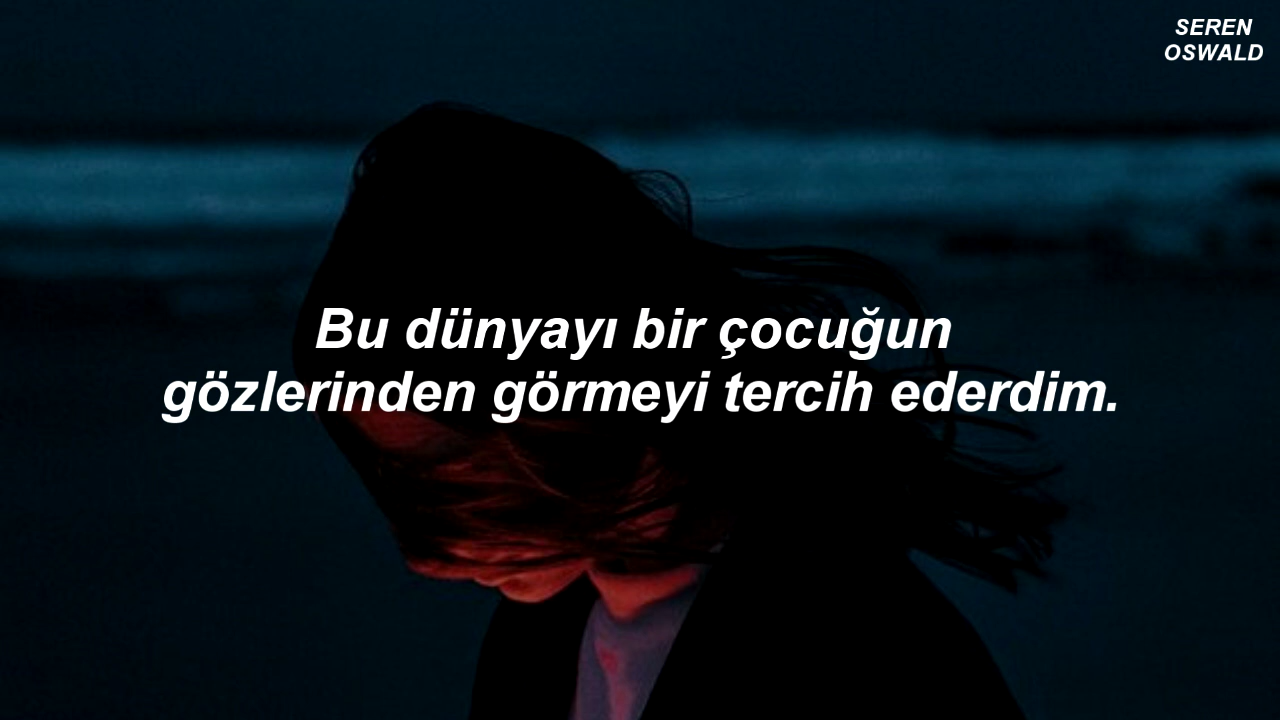 SEREN
OSWALD
Bu dünyayı bir çocuğun
gözlerinden görmeyi tercih ederdim.